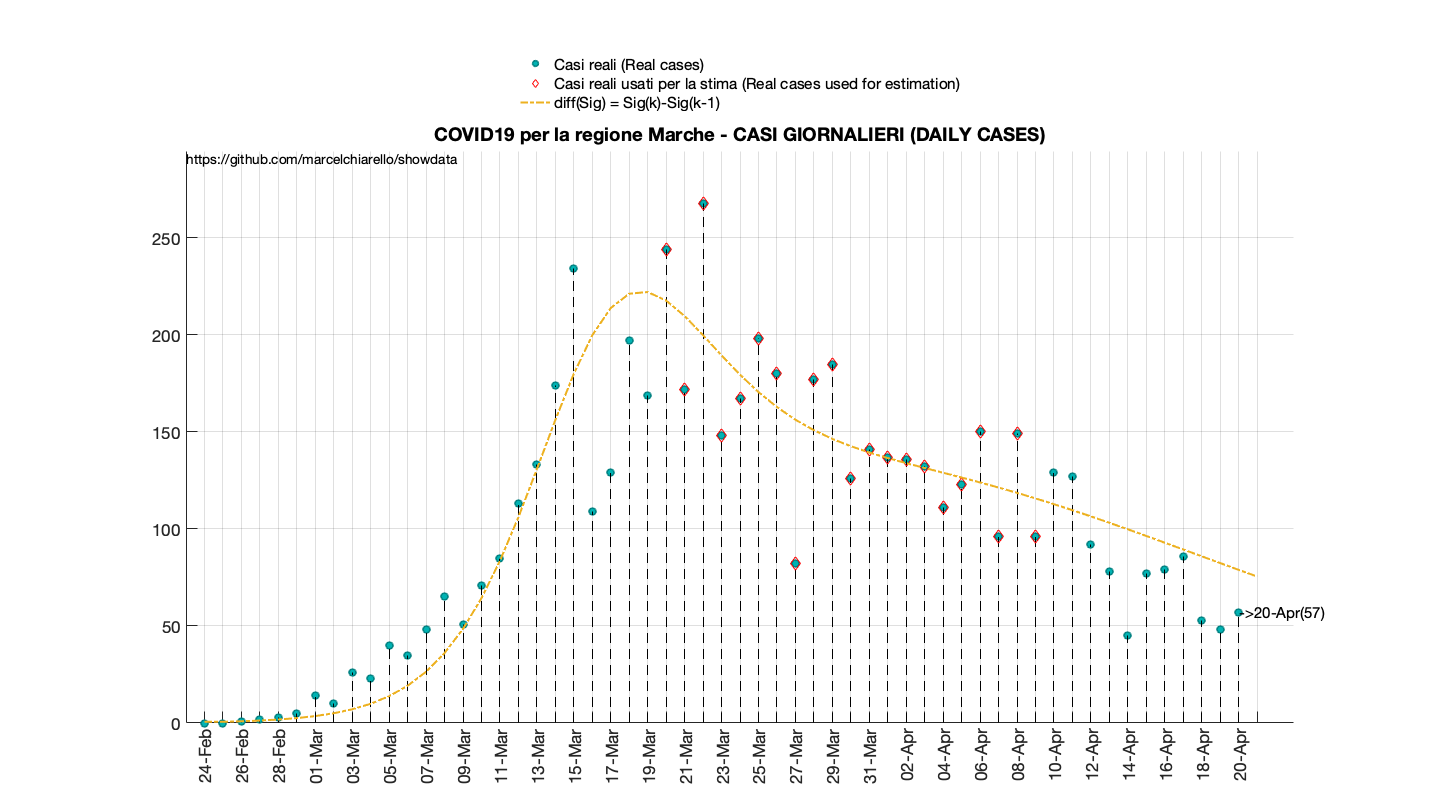 Casi reali (Real cases)
Casi reali usati per la stima (Real cases used for estimation)
diff(Sig) = Sig(k)-Sig(k-1)
COVID19 per la regione Marche - CASI GIORNALIERI (DAILY CASES)
https://github.com/marcelchiarello/showdata
250
200
150
100
50
0
->20-Apr(57)
24-Feb
26-Feb
28-Feb
01-Mar
03-Mar
05-Mar
07-Mar
09-Mar
11-Mar
13-Mar
15-Mar
17-Mar
19-Mar
21-Mar
23-Mar
25-Mar
27-Mar
29-Mar
31-Mar
02-Apr
04-Apr
06-Apr
08-Apr
10-Apr
12-Apr
14-Apr
16-Apr
18-Apr
20-Apr